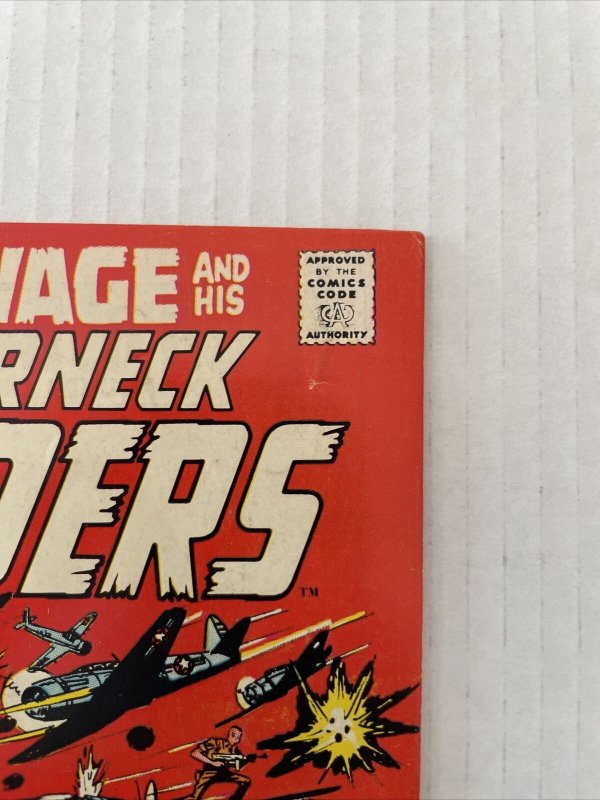 VAGE AND HIS
RNECK
DERS
TM
APPROVED
BY THE
COMICS
CODE
CA
AUTHORITY